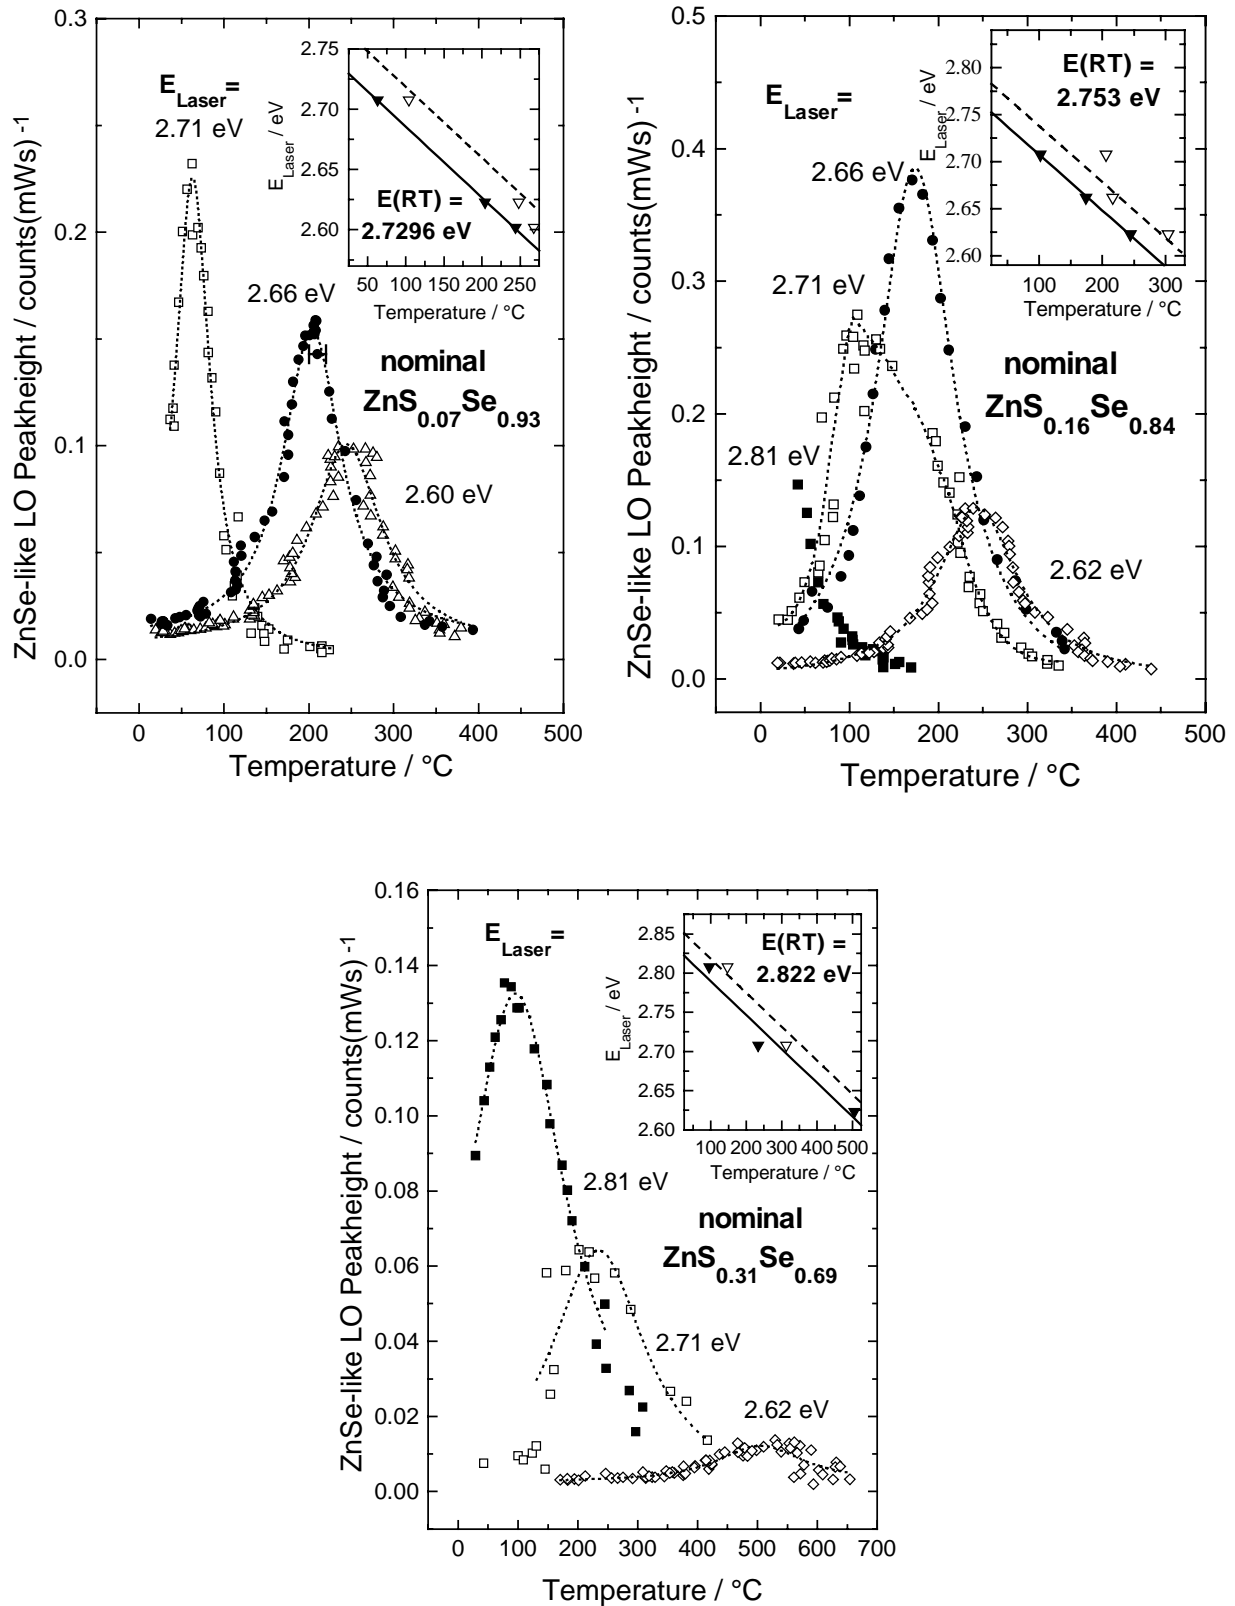 0.3
0.2
0.1
0.0
ZnSe-like LO Peakheight / counts(mWs)⁻¹
E_Laser =
2.71 eV
2.66 eV
2.60 eV
nominal
ZnS_0.07Se_0.93
0 100 200 300 400 500
Temperature / °C
2.75
2.70
2.65
2.60
E_Laser / eV
E(RT) =
2.7296 eV
50 100 150 200 250
Temperature / °C
0.5
0.4
0.3
0.2
0.1
0.0
ZnSe-like LO Peakheight / counts(mWs)⁻¹
E_Laser =
2.66 eV
2.71 eV
2.81 eV
2.62 eV
nominal
ZnS_0.16Se_0.84
0 100 200 300 400 500
Temperature / °C
2.80
2.75
2.70
2.65
2.60
E_Laser / eV
E(RT) =
2.753 eV
100 200 300
Temperature / °C
0.16
0.14
0.12
0.10
0.08
0.06
0.04
0.02
0.00
ZnSe-like LO Peakheight / counts(mWs)⁻¹
E_Laser =
2.81 eV
2.71 eV
2.62 eV
nominal
ZnS_0.31Se_0.69
0 100 200 300 400 500 600 700
Temperature / °C
2.85
2.80
2.75
2.70
2.65
2.60
E_Laser / eV
E(RT) =
2.822 eV
100 200 300 400 500
Temperature / °C